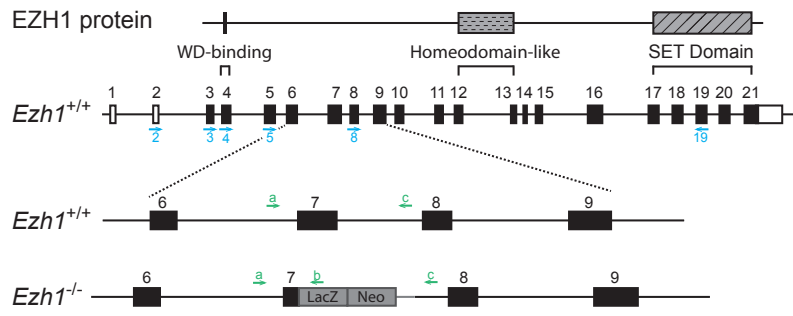 EZH1 protein
WD-binding Homeodomain-like SET Domain
1 2 3 4 5 6 7 8 9 10 11 12 13 14 15 16 17 18 19 20 21
Ezh1+/+
2 3 4 5 8 19
6 a 7 c 8 9
Ezh1+/+
6 a 7 b c 8 9
Ezh1-/- LacZ Neo